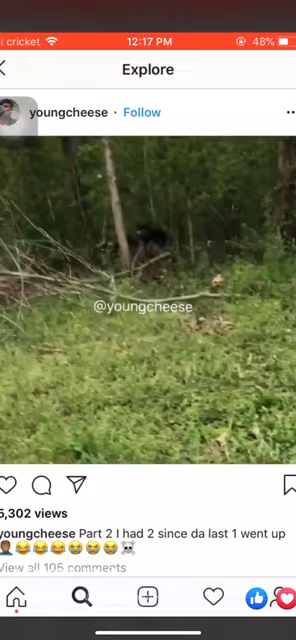 cricket 12:17 PM 48%
Explore
youngcheese · Follow
@youngcheese
5,302 views
youngcheese Part 2 I had 2 since da last 1 went up
🤦🏾‍♂️😂😂😂😭😭😭☠️
View all 105 comments